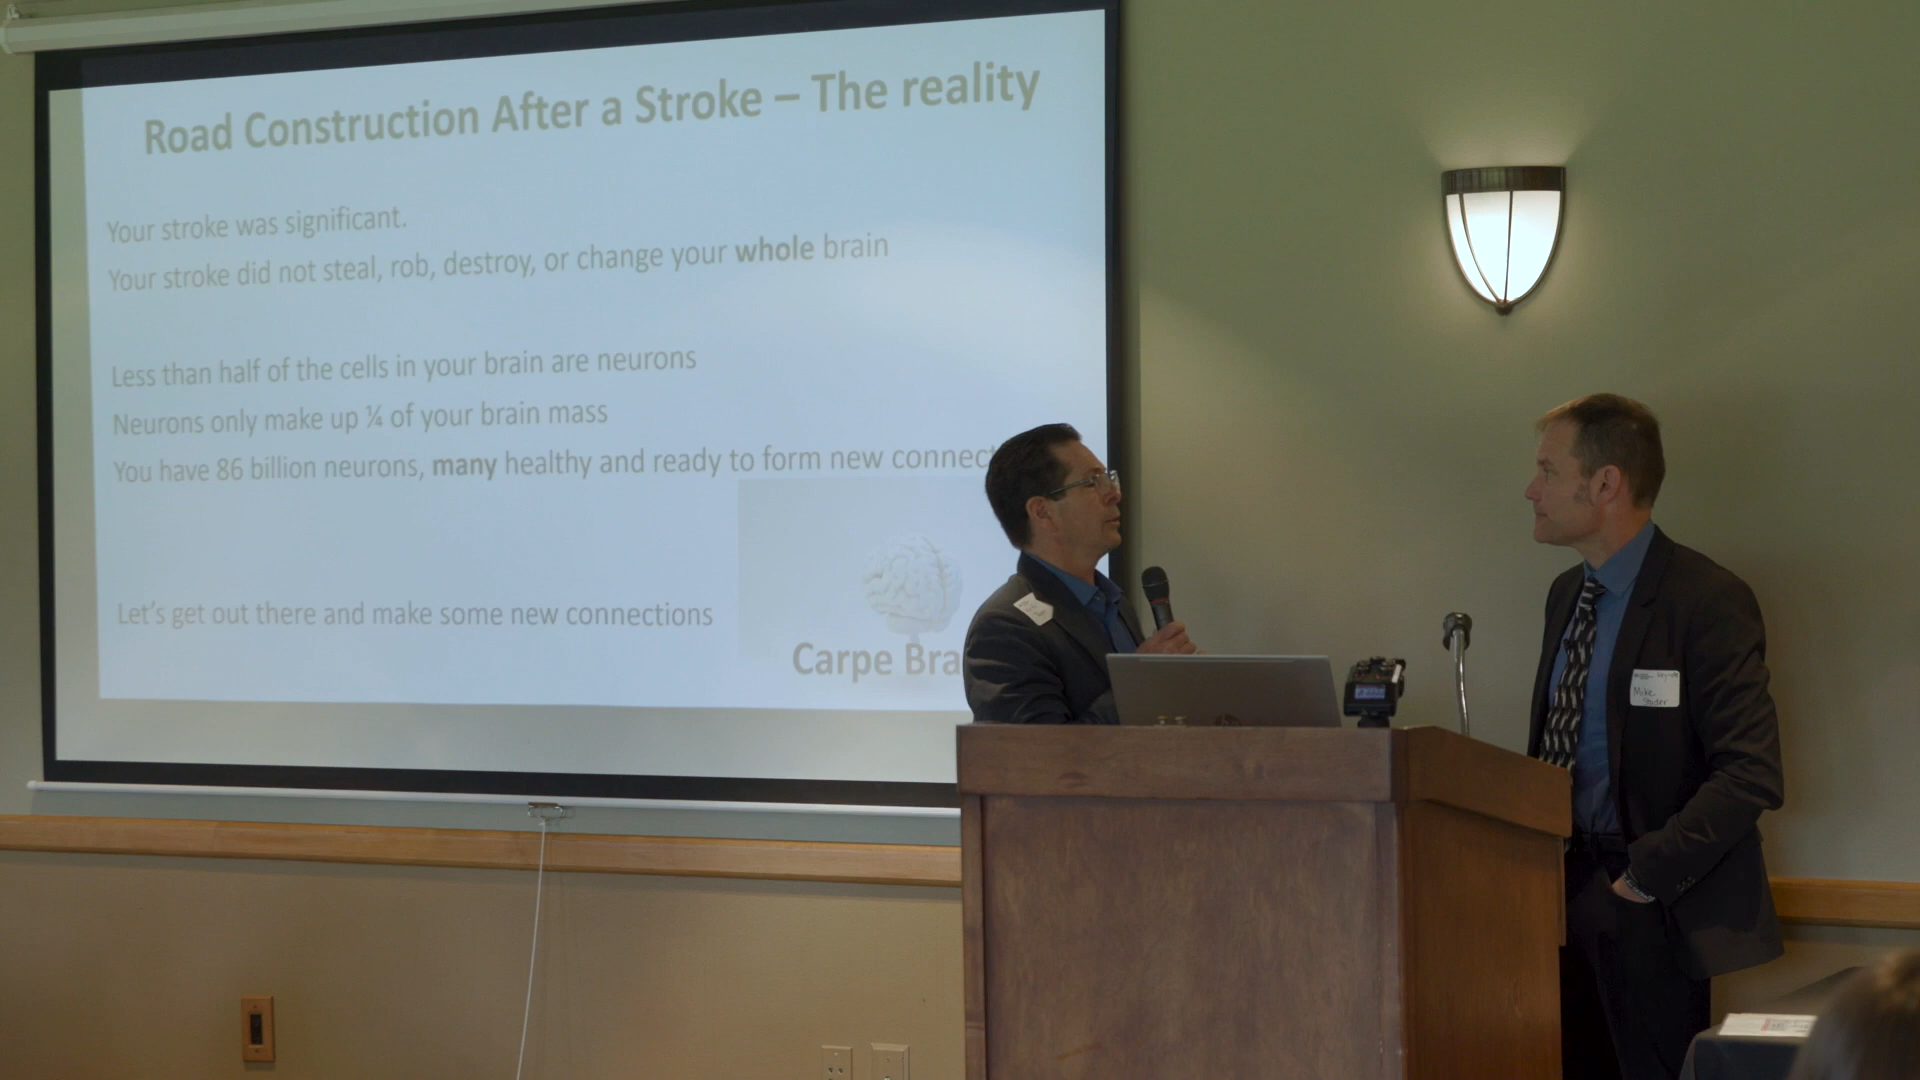 Road Construction After a Stroke – The reality
Your stroke was significant.
Your stroke did not steal, rob, destroy, or change your whole brain
Less than half of the cells in your brain are neurons
Neurons only make up ¼ of your brain mass
You have 86 billion neurons, many healthy and ready to form new connect
Let's get out there and make some new connections
Carpe Bra
Mike